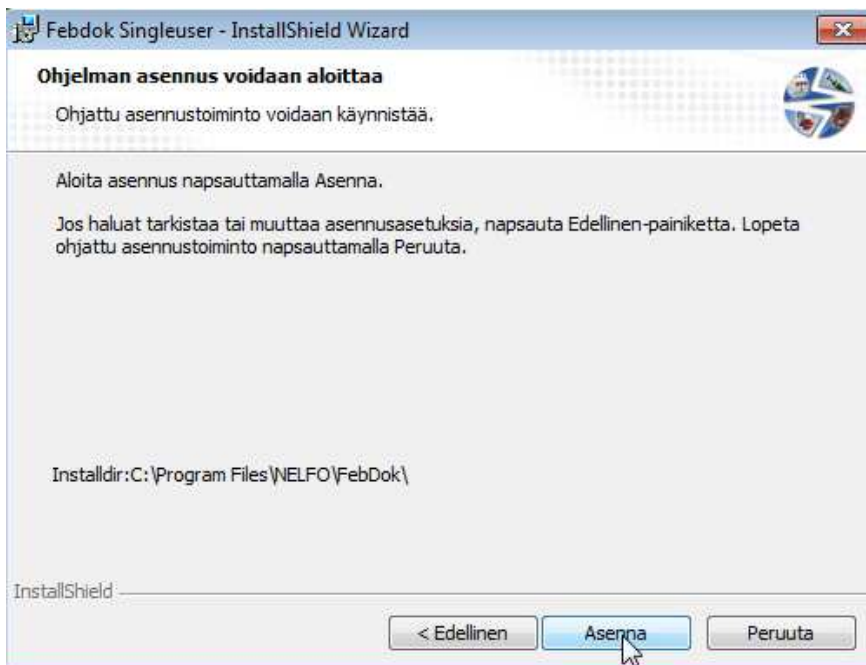 Febdok Singleuser - InstallShield Wizard
Ohjelman asennus voidaan aloittaa
Ohjattu asennustoiminto voidaan käynnistää.
Aloita asennus napsauttamalla Asenna.
Jos haluat tarkistaa tai muuttaa asennusasetuksia, napsauta Edellinen-painiketta. Lopeta
ohjattu asennustoiminto napsauttamalla Peruuta.
Installdir:C:\Program Files\NELFO\FebDok\
InstallShield
< Edellinen
Asenna
Peruuta